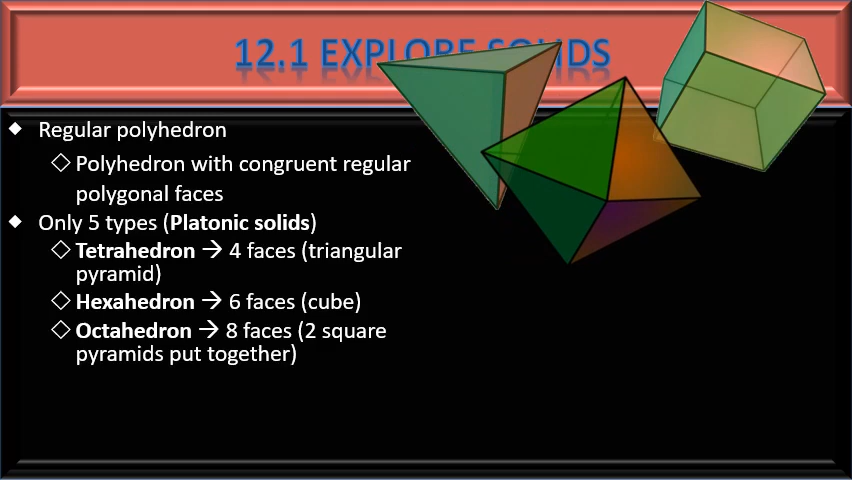 12.1 EXPLORE SOLIDS
Regular polyhedron
Polyhedron with congruent regular
polygonal faces
Only 5 types (Platonic solids)
Tetrahedron → 4 faces (triangular
pyramid)
Hexahedron → 6 faces (cube)
Octahedron → 8 faces (2 square
pyramids put together)